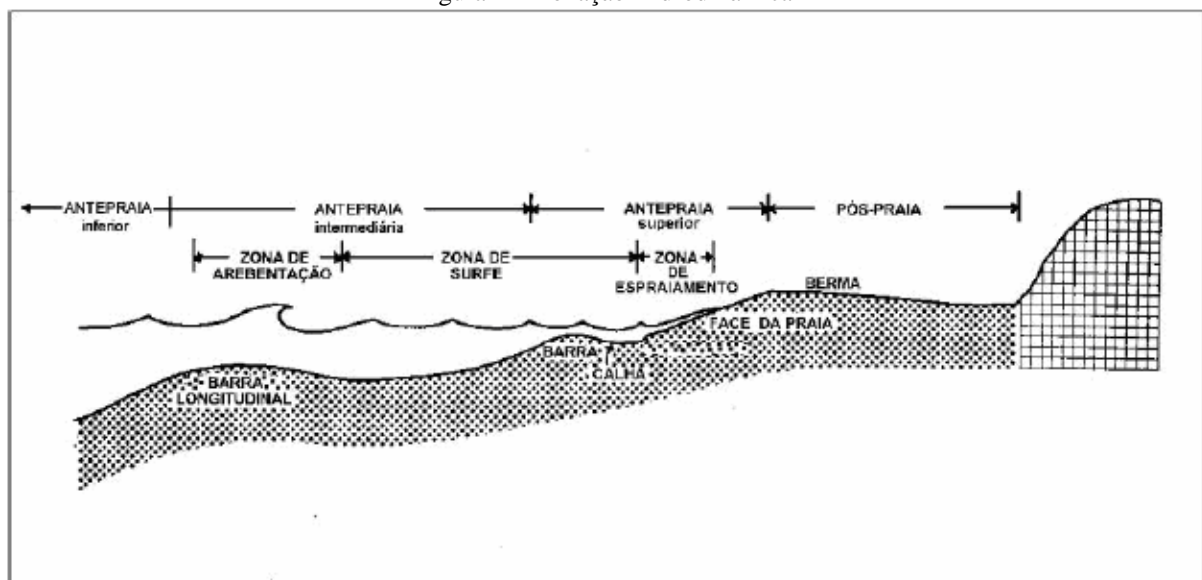 ANTEPRAIA
inferior
ANTEPRAIA
intermediária
ANTEPRAIA
superior
PÓS-PRAIA
ZONA DE
AREBENTAÇÃO
ZONA DE
SURFE
ZONA
DE
ESPRAIAMENTO
BERMA
FACE DA PRAIA
BARRA
CALHA
BARRA
LONGITUDINAL